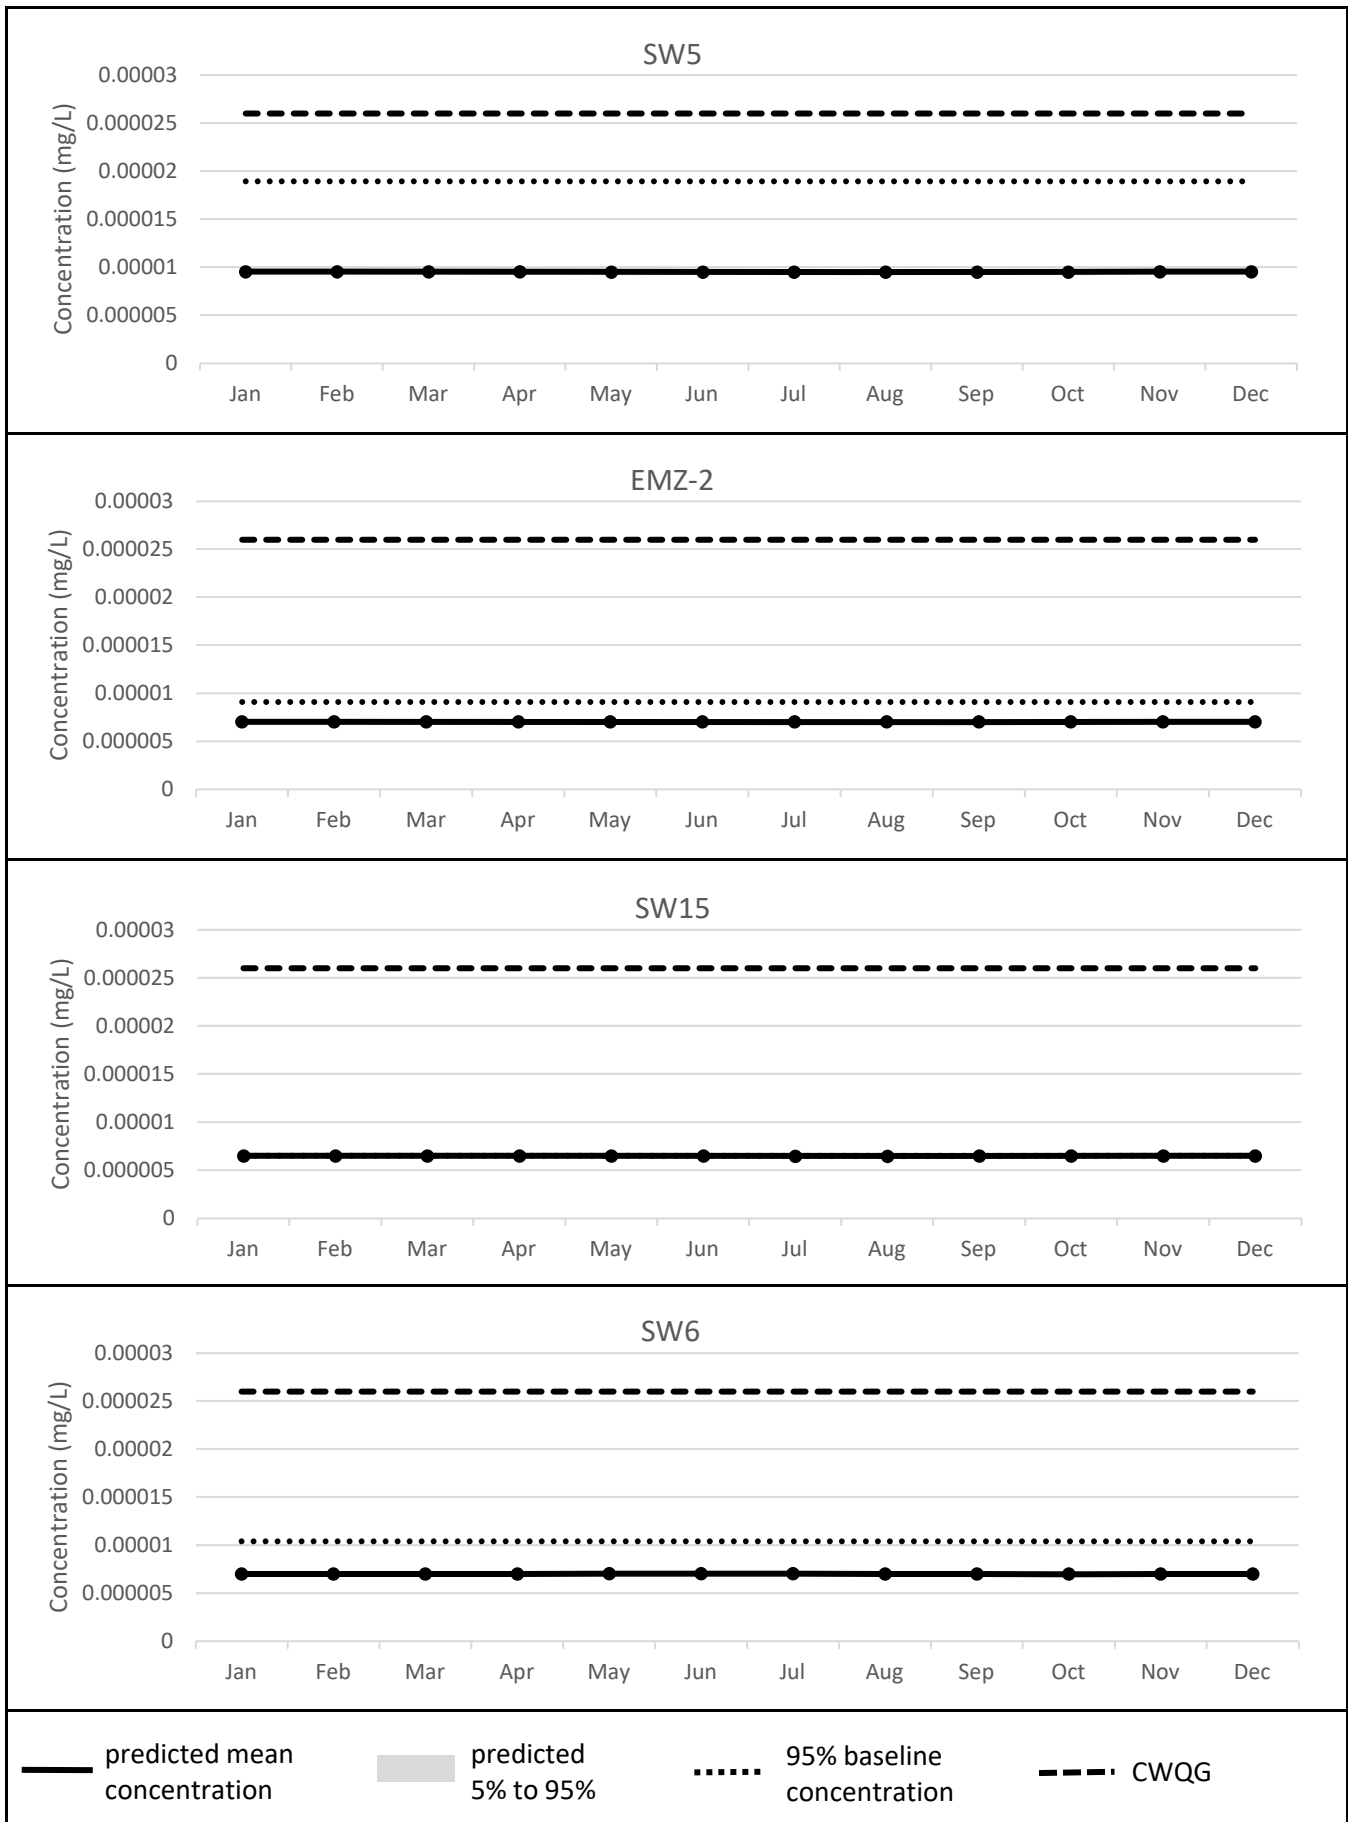 SW5
Concentration (mg/L)
0.00003
0.000025
0.00002
0.000015
0.00001
0.000005
0
Jan Feb Mar Apr May Jun Jul Aug Sep Oct Nov Dec
EMZ-2
Concentration (mg/L)
0.00003
0.000025
0.00002
0.000015
0.00001
0.000005
0
Jan Feb Mar Apr May Jun Jul Aug Sep Oct Nov Dec
SW15
Concentration (mg/L)
0.00003
0.000025
0.00002
0.000015
0.00001
0.000005
0
Jan Feb Mar Apr May Jun Jul Aug Sep Oct Nov Dec
SW6
Concentration (mg/L)
0.00003
0.000025
0.00002
0.000015
0.00001
0.000005
0
Jan Feb Mar Apr May Jun Jul Aug Sep Oct Nov Dec
predicted mean
concentration
predicted
5% to 95%
95% baseline
concentration
CWQG